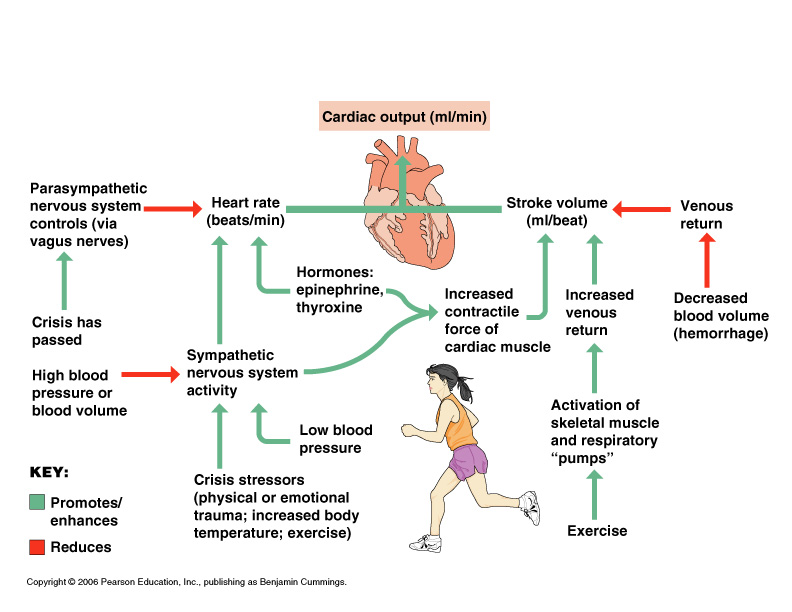 Cardiac output (ml/min)
Parasympathetic
nervous system
controls (via
vagus nerves)
Heart rate
(beats/min)
Stroke volume
(ml/beat)
Venous
return
Hormones:
epinephrine,
thyroxine
Increased
contractile
force of
cardiac muscle
Increased
venous
return
Decreased
blood volume
(hemorrhage)
Crisis has
passed
High blood
pressure or
blood volume
Sympathetic
nervous system
activity
Low blood
pressure
Activation of
skeletal muscle
and respiratory
“pumps”
Crisis stressors
(physical or emotional
trauma; increased body
temperature; exercise)
Exercise
KEY:
Promotes/
enhances
Reduces
Copyright © 2006 Pearson Education, Inc., publishing as Benjamin Cummings.